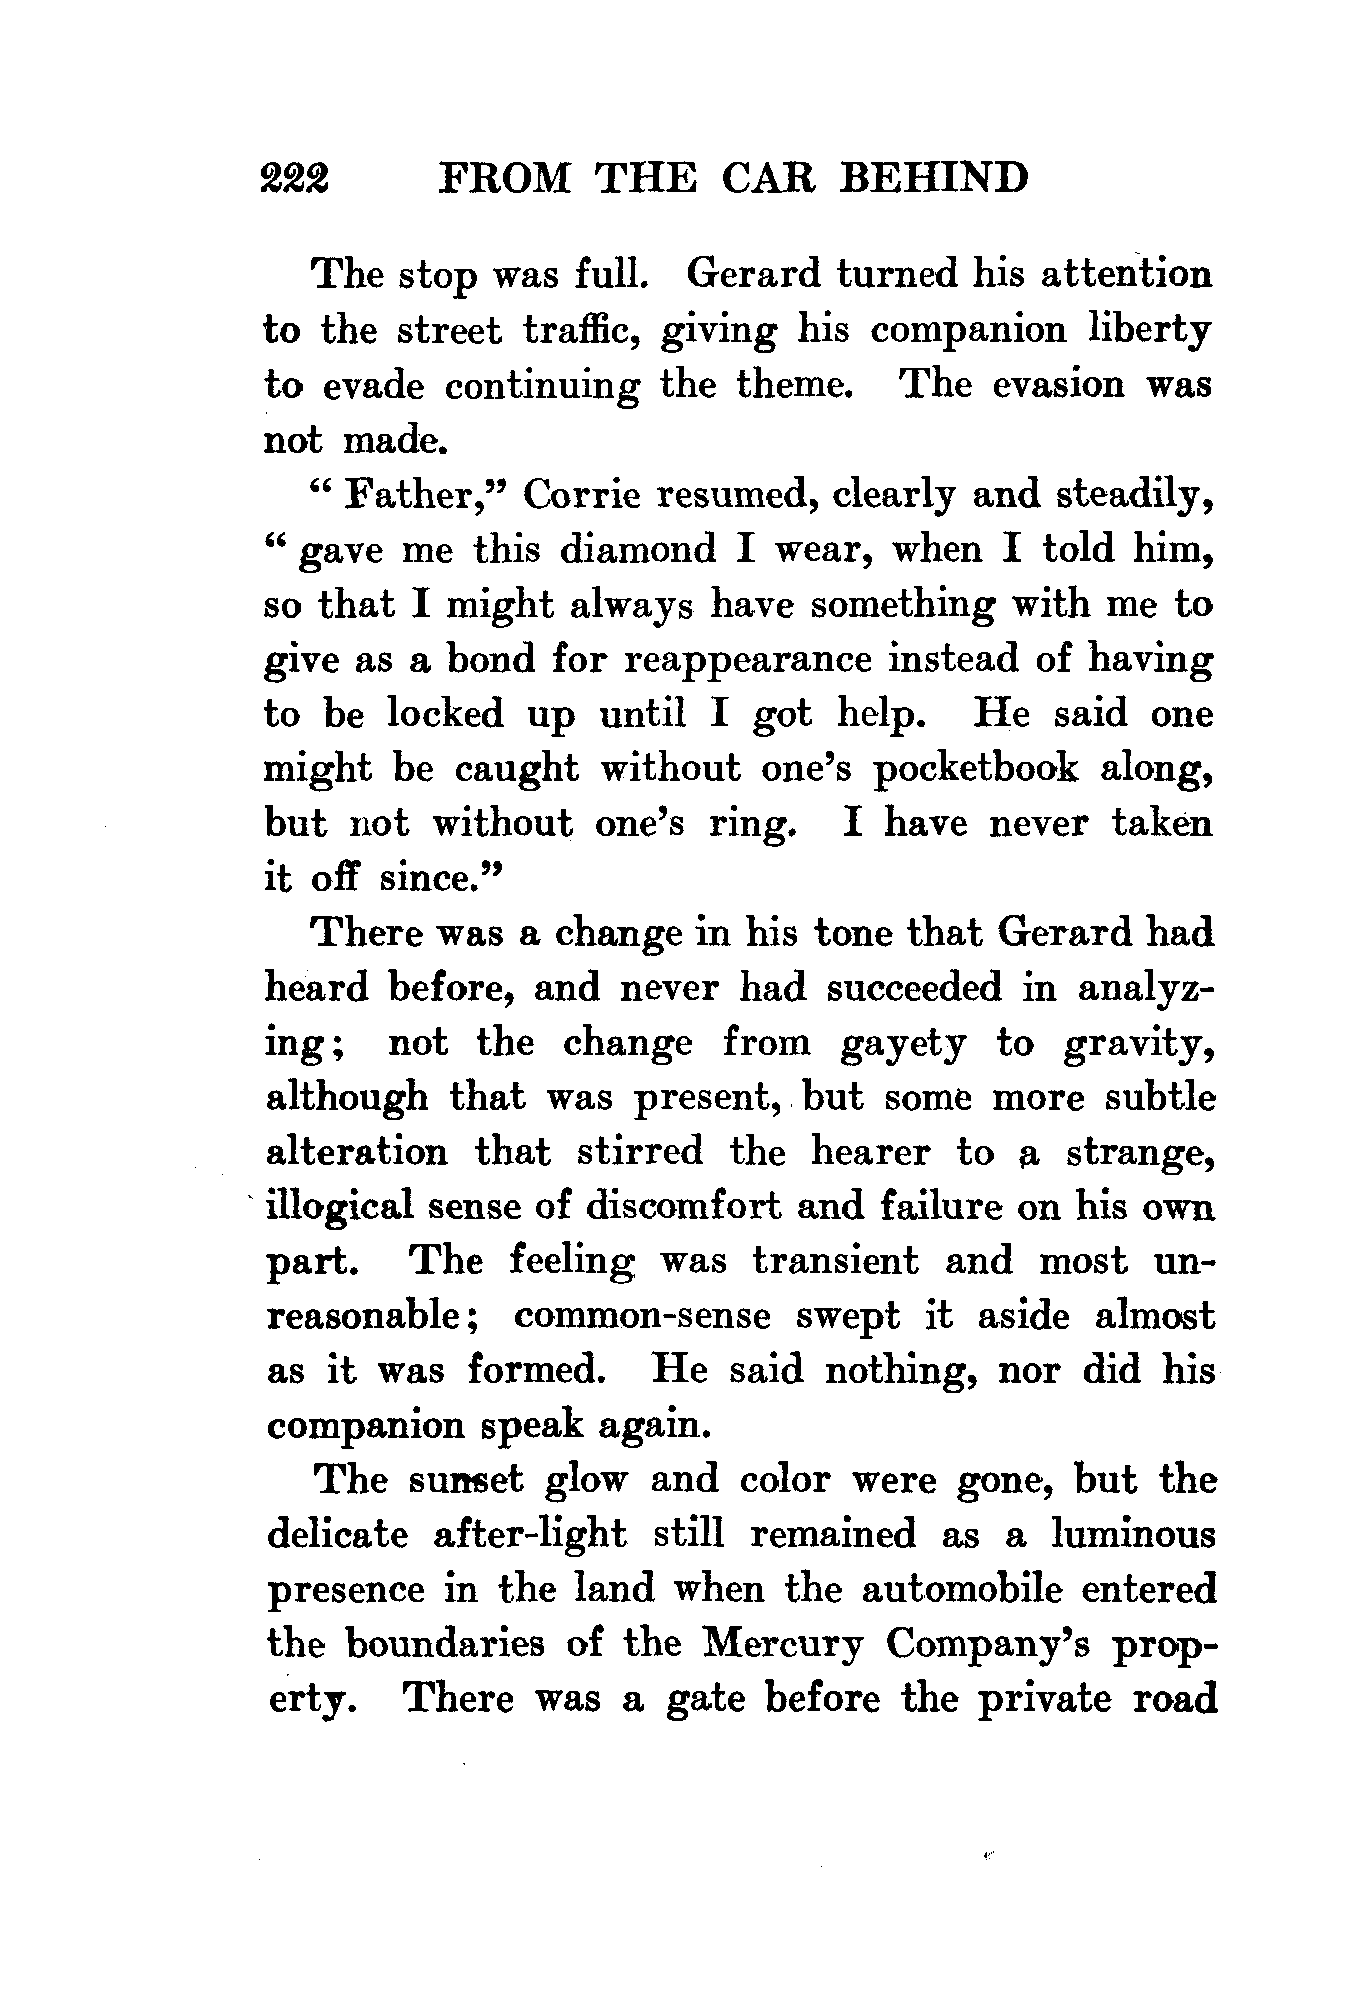 222 FROM THE CAR BEHIND
The stop was full. Gerard turned his attention
to the street traffic, giving his companion liberty
to evade continuing the theme. The evasion was
not made.
“ Father,” Corrie resumed, clearly and steadily,
“ gave me this diamond I wear, when I told him,
so that I might always have something with me to
give as a bond for reappearance instead of having
to be locked up until I got help. He said one
might be caught without one’s pocketbook along,
but not without one’s ring. I have never taken
it off since.”
There was a change in his tone that Gerard had
heard before, and never had succeeded in analyz-
ing; not the change from gayety to gravity,
although that was present, but some more subtle
alteration that stirred the hearer to a strange,
illogical sense of discomfort and failure on his own
part. The feeling was transient and most un-
reasonable; common-sense swept it aside almost
as it was formed. He said nothing, nor did his
companion speak again.
The sunset glow and color were gone, but the
delicate after-light still remained as a luminous
presence in the land when the automobile entered
the boundaries of the Mercury Company’s prop-
erty. There was a gate before the private road